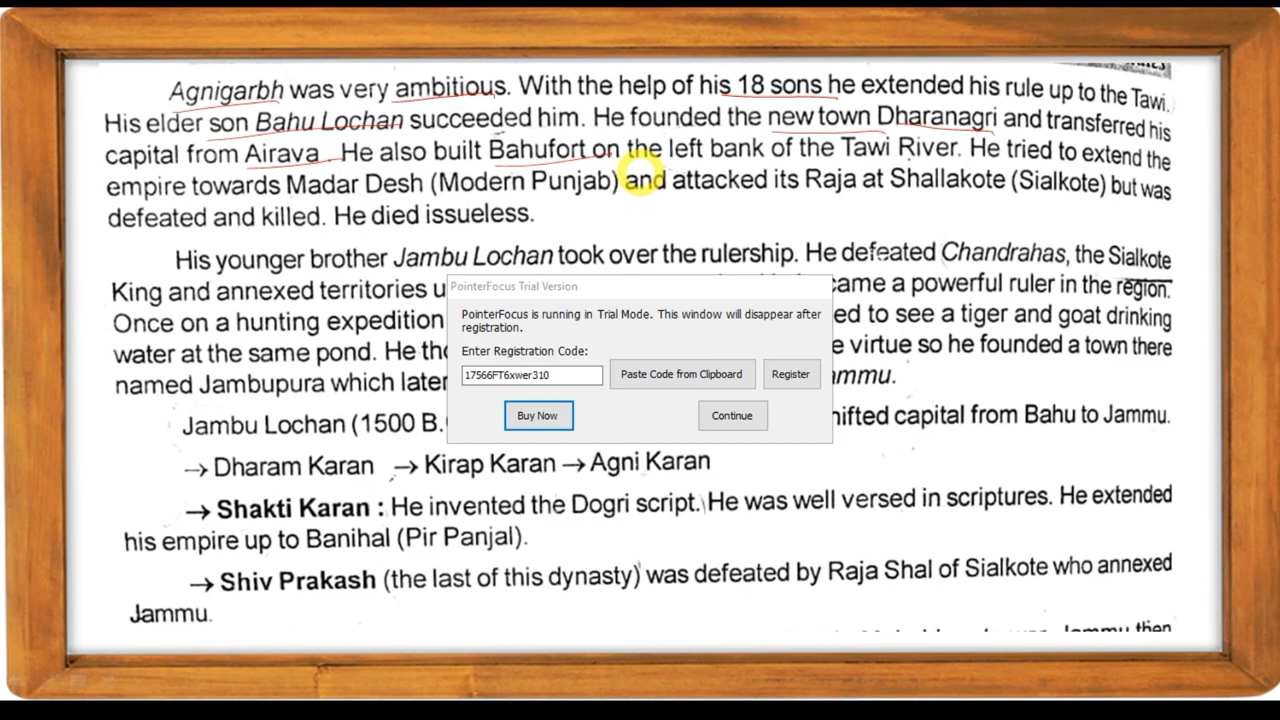 Agnigarbh was very ambitious. With the help of his 18 sons he extended his rule up to the Tawi.
His elder son Bahu Lochan succeeded him. He founded the new town Dharanagri and transferred his
capital from Airava. He also built Bahufort on the left bank of the Tawi River. He tried to extend the
empire towards Madar Desh (Modern Punjab) and attacked its Raja at Shallakote (Sialkote) but was
defeated and killed. He died issueless.
His younger brother Jambu Lochan took over the rulership. He defeated Chandrahas, the Sialkote
King and annexed territories came a powerful ruler in the region.
Once on a hunting expedition ed to see a tiger and goat drinking
water at the same pond. He virtue so he founded a town there
named Jambupura which later
Jambu Lochan (1500 B. hifted capital from Bahu to Jammu.
→ Dharam Karan → Kirap Karan → Agni Karan
→ Shakti Karan : He invented the Dogri script. He was well versed in scriptures. He extended
his empire up to Banihal (Pir Panjal).
→ Shiv Prakash (the last of this dynasty) was defeated by Raja Shal of Sialkote who annexed
Jammu.
PointerFocus Trial Version
PointerFocus is running in Trial Mode. This window will disappear after
registration.
Enter Registration Code:
17566FT6xwer310 Paste Code from Clipboard Register
Buy Now Continue